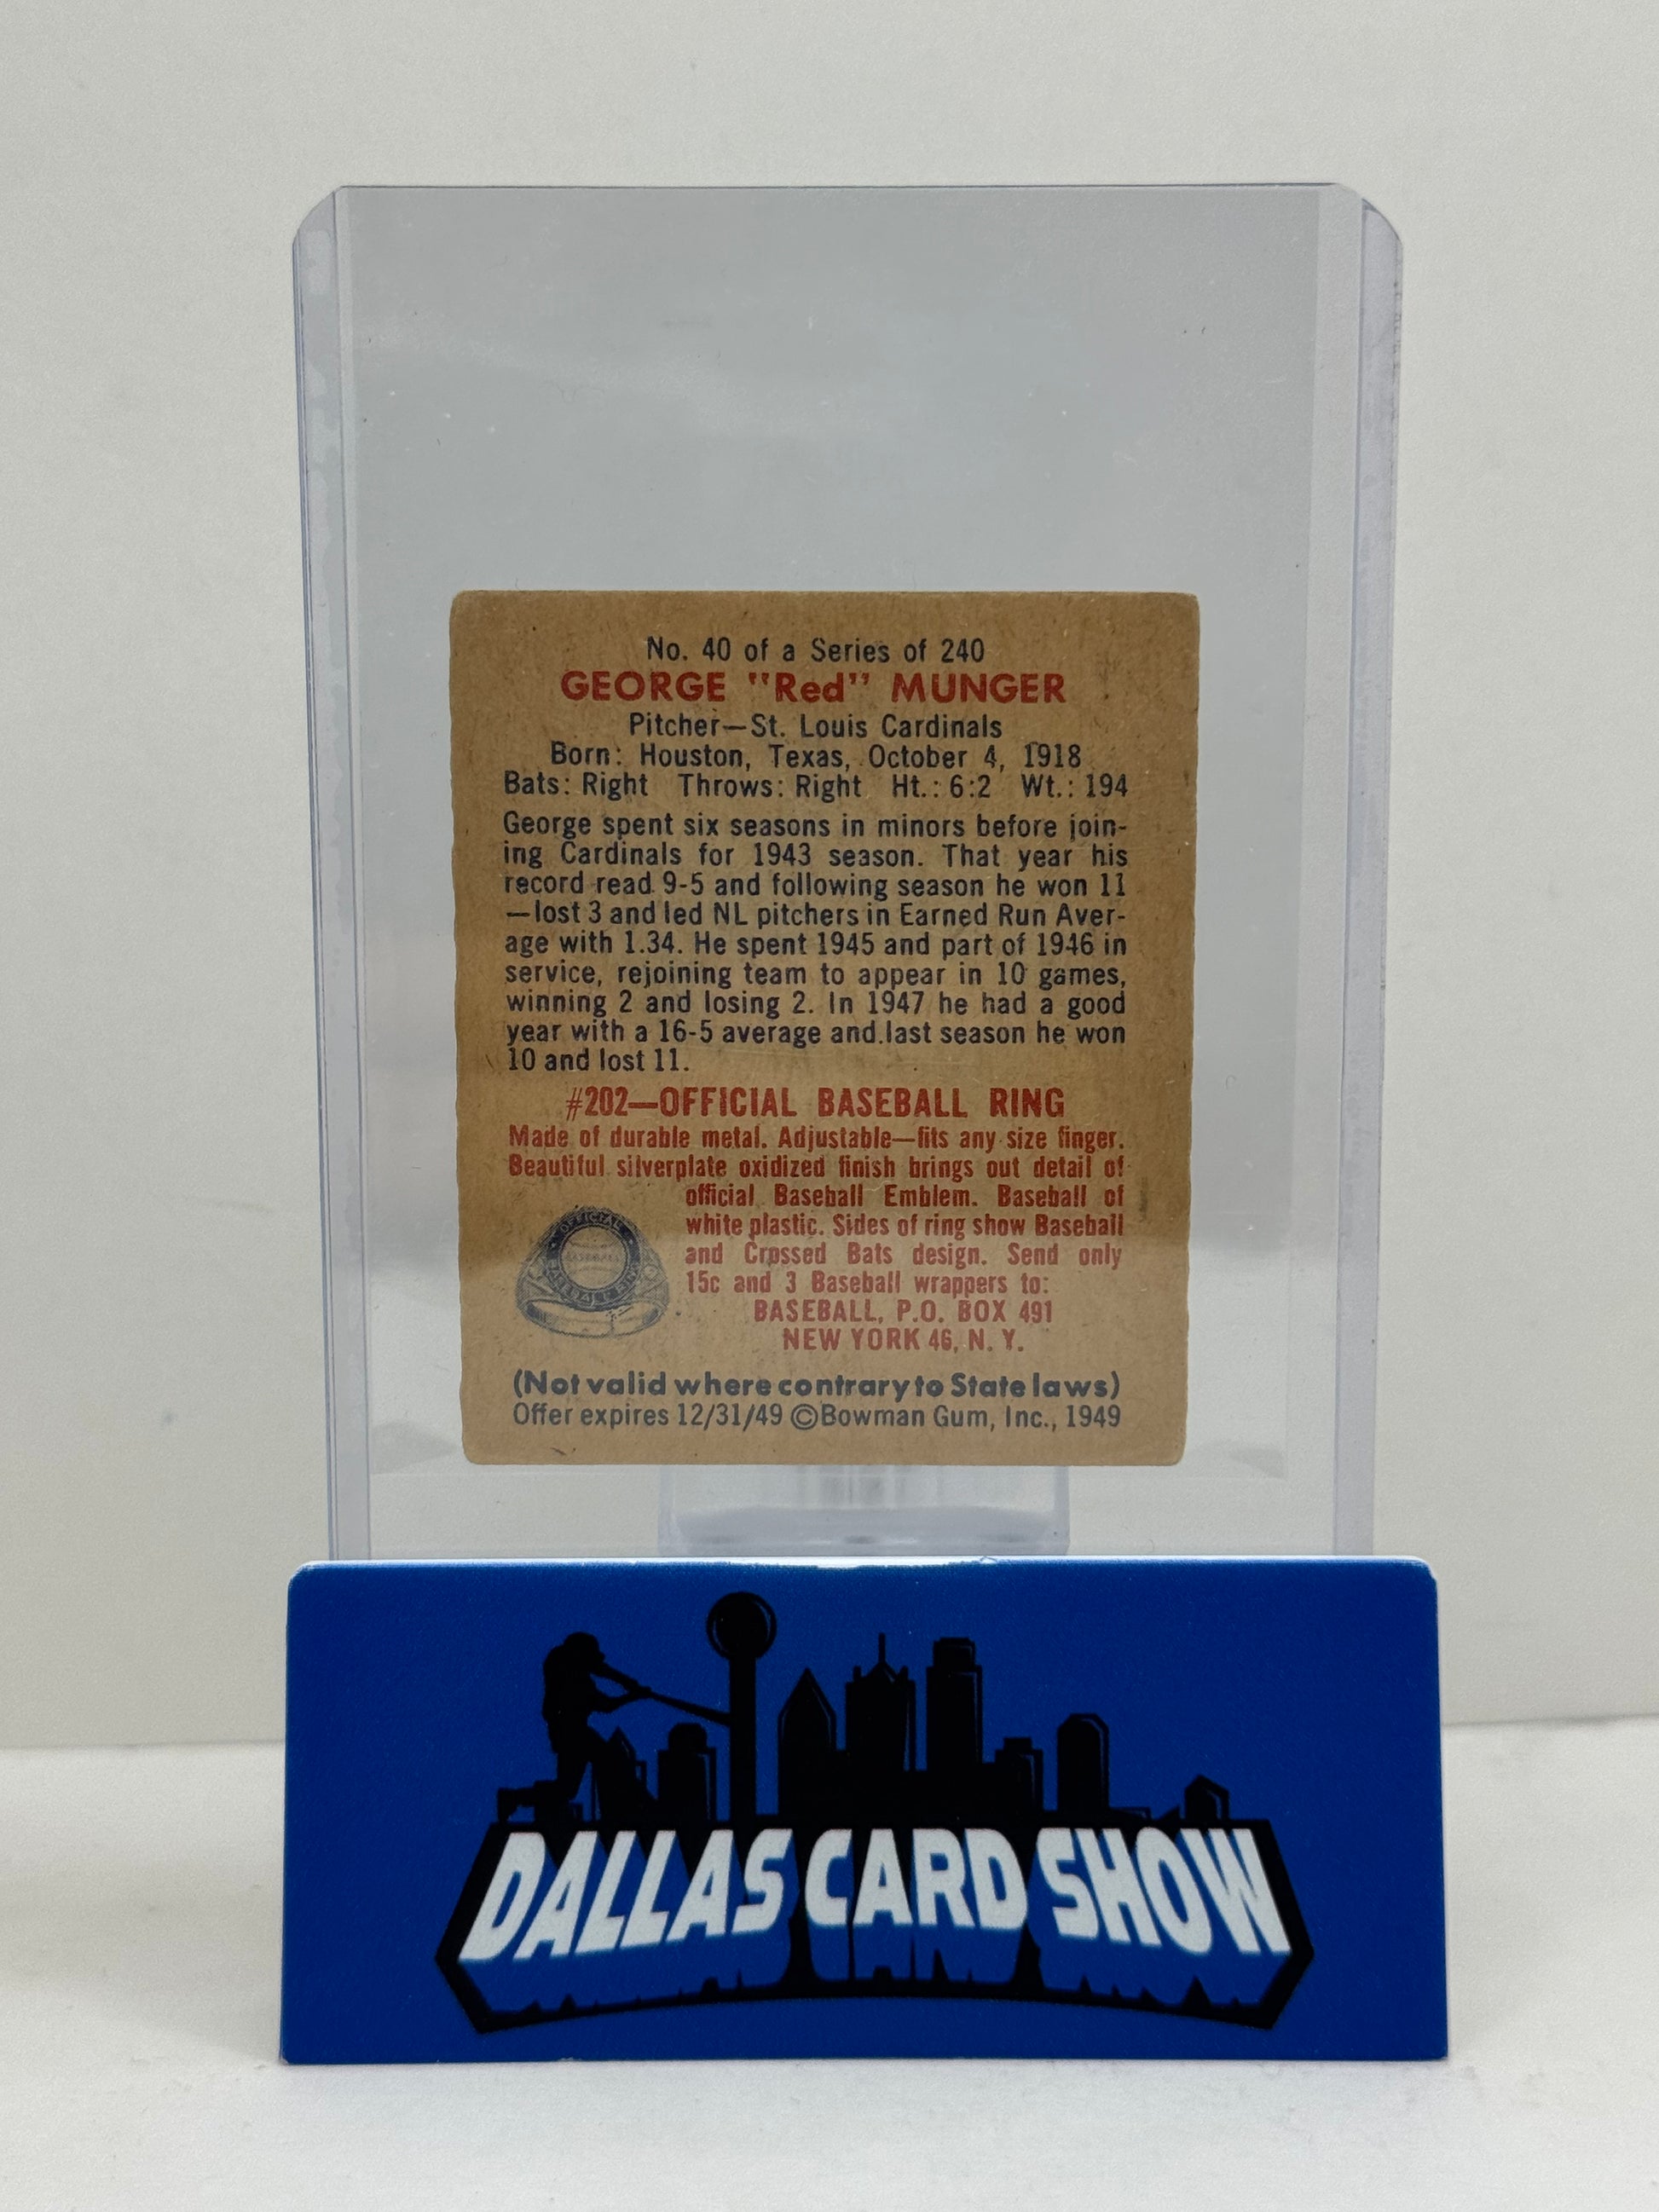 No. 40 of a Series of 240
GEORGE "Red" MUNGER
Pitcher—St. Louis Cardinals
Born: Houston, Texas, October 4, 1918
Bats: Right Throws: Right Ht.: 6:2 Wt.: 194
George spent six seasons in minors before join-
ing Cardinals for 1943 season. That year his
record read 9-5 and following season he won 11
—lost 3 and led NL pitchers in Earned Run Aver-
age with 1.34. He spent 1945 and part of 1946 in
service, rejoining team to appear in 10 games,
winning 2 and losing 2. In 1947 he had a good
year with a 16-5 average and last season he won
10 and lost 11.
#202—OFFICIAL BASEBALL RING
Made of durable metal. Adjustable—fits any size finger.
Beautiful silverplate oxidized finish brings out detail of
official Baseball Emblem. Baseball of
white plastic. Sides of ring show Baseball
and Crossed Bats design. Send only
15c and 3 Baseball wrappers to:
BASEBALL, P.O. BOX 491
NEW YORK 46, N. Y.
OFFICIAL
BASEBALL
(Not valid where contrary to State laws)
Offer expires 12/31/49 ©Bowman Gum, Inc., 1949
DALLAS CARD SHOW